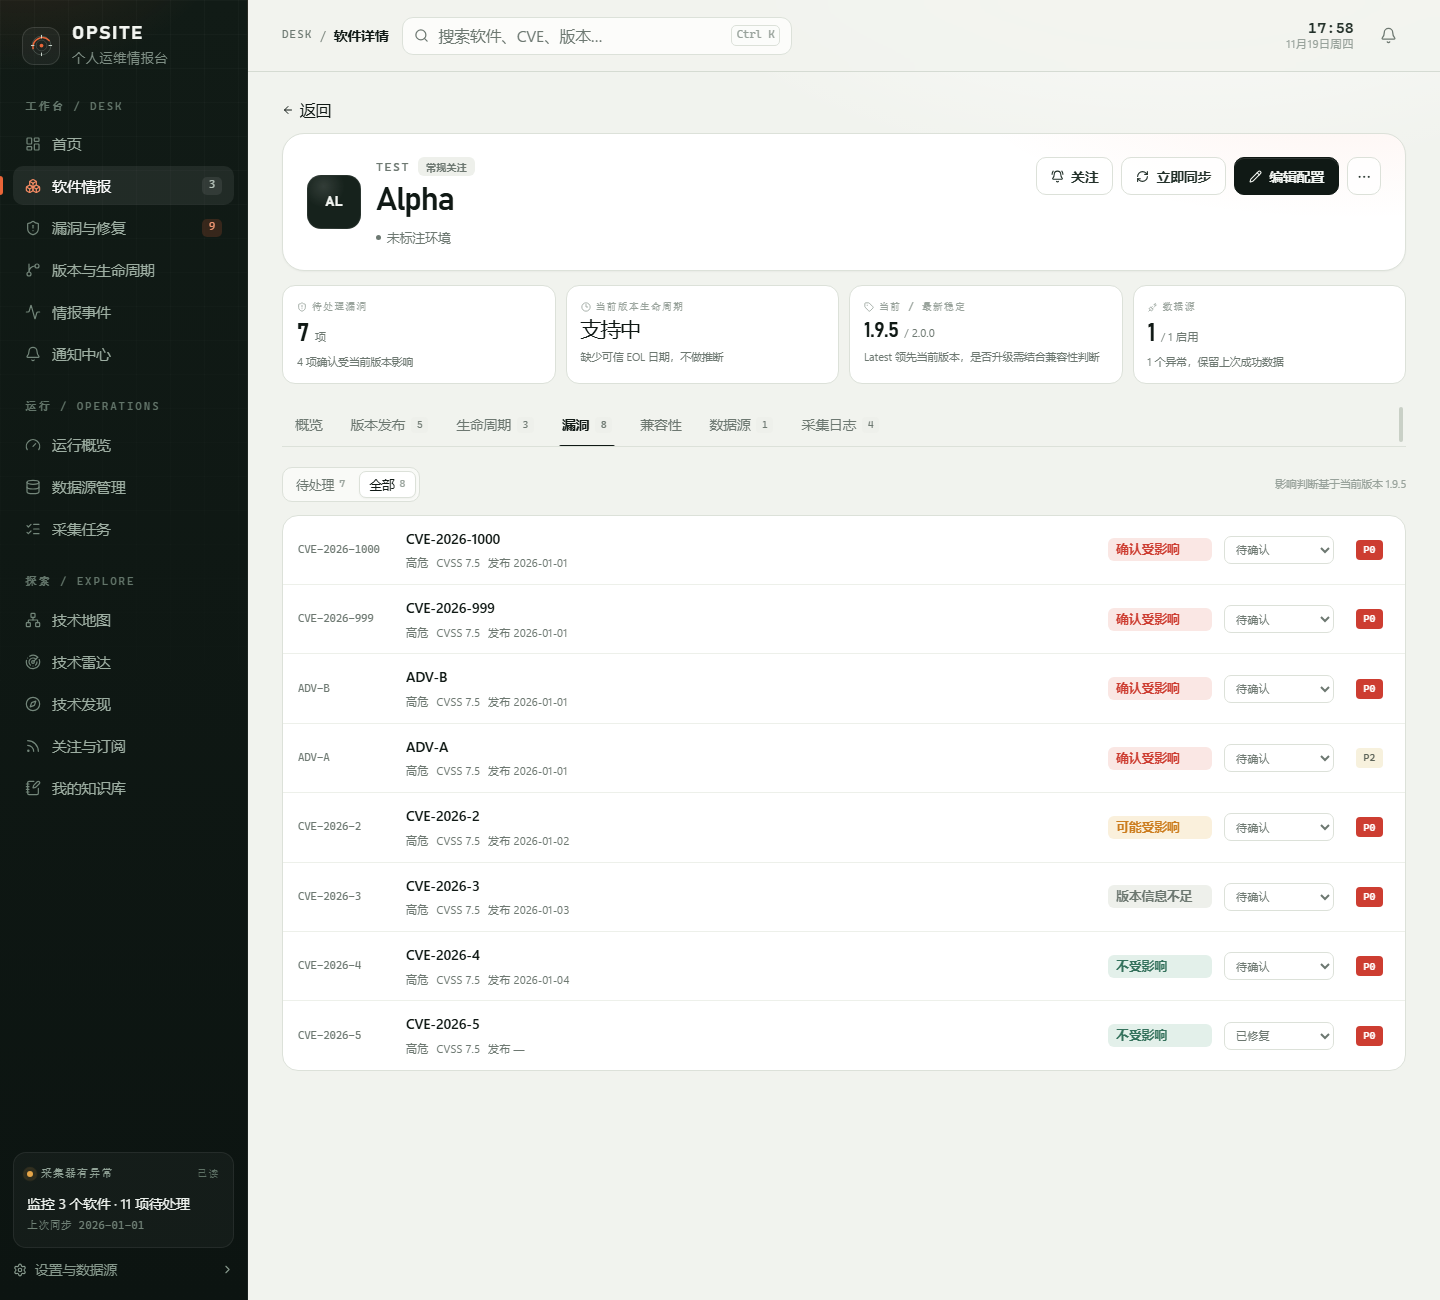 OPSITE
个人运维情报台
工作台 / DESK
首页
软件情报 3
漏洞与修复 9
版本与生命周期
情报事件
通知中心
运行 / OPERATIONS
运行概览
数据源管理
采集任务
探索 / EXPLORE
技术地图
技术雷达
技术发现
关注与订阅
我的知识库
采集器有异常 已读
监控 3 个软件 · 11 项待处理
上次同步 2026-01-01
设置与数据源
DESK / 软件详情
搜索软件、CVE、版本... Ctrl K
17:58
11月19日周四
返回
TEST 常规关注
AL
Alpha
未标注环境
关注 立即同步 编辑配置 ···
待处理漏洞
7 项
4 项确认受当前版本影响
当前版本生命周期
支持中
缺少可信 EOL 日期，不做推断
当前 / 最新稳定
1.9.5 / 2.0.0
Latest 领先当前版本，是否升级需结合兼容性判断
数据源
1 / 1 启用
1 个异常，保留上次成功数据
概览 版本发布 5 生命周期 3 漏洞 8 兼容性 数据源 1 采集日志 4
待处理 7 全部 8 影响判断基于当前版本 1.9.5
CVE-2026-1000 CVE-2026-1000 确认受影响 待确认 P0
高危 CVSS 7.5 发布 2026-01-01
CVE-2026-999 CVE-2026-999 确认受影响 待确认 P0
高危 CVSS 7.5 发布 2026-01-01
ADV-B ADV-B 确认受影响 待确认 P0
高危 CVSS 7.5 发布 2026-01-01
ADV-A ADV-A 确认受影响 待确认 P2
高危 CVSS 7.5 发布 2026-01-01
CVE-2026-2 CVE-2026-2 可能受影响 待确认 P0
高危 CVSS 7.5 发布 2026-01-02
CVE-2026-3 CVE-2026-3 版本信息不足 待确认 P0
高危 CVSS 7.5 发布 2026-01-03
CVE-2026-4 CVE-2026-4 不受影响 待确认 P0
高危 CVSS 7.5 发布 2026-01-04
CVE-2026-5 CVE-2026-5 不受影响 已修复 P0
高危 CVSS 7.5 发布 —